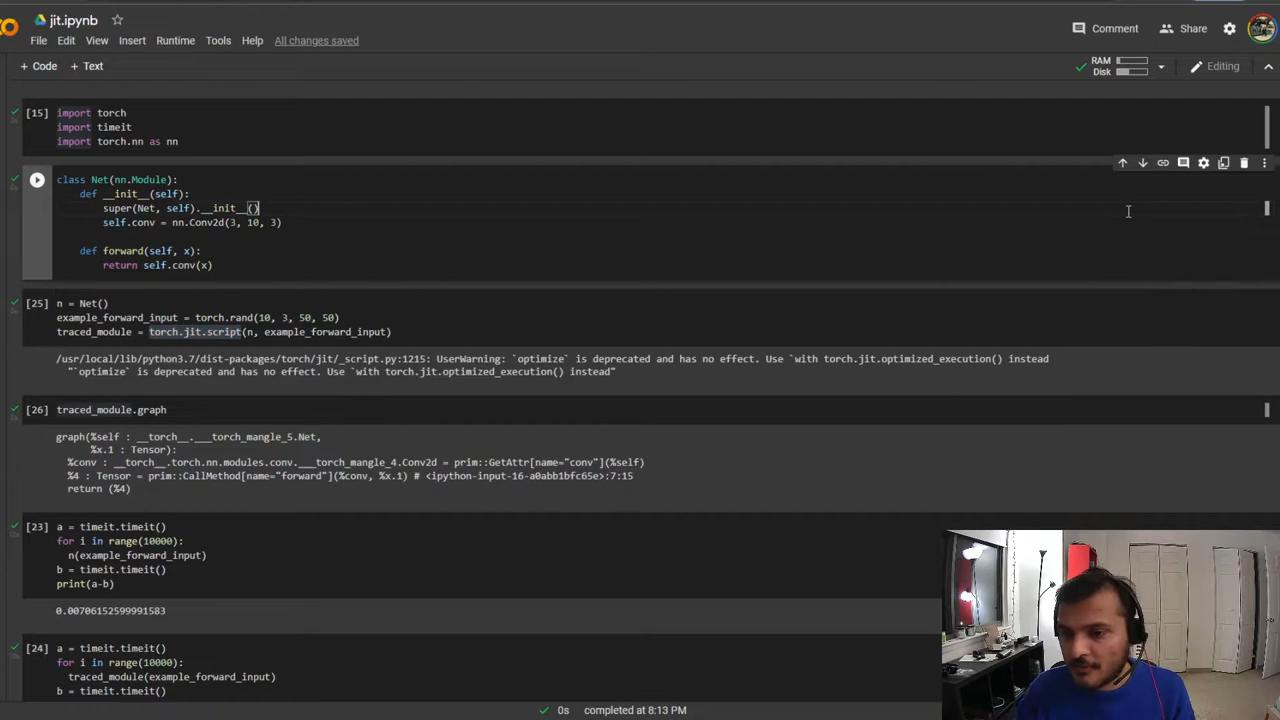 jit.ipynb
File Edit View Insert Runtime Tools Help All changes saved
Comment Share
+ Code + Text
RAM
Disk
Editing
[15] import torch
import timeit
import torch.nn as nn
class Net(nn.Module):
def __init__(self):
super(Net, self).__init__()
self.conv = nn.Conv2d(3, 10, 3)
def forward(self, x):
return self.conv(x)
[25] n = Net()
example_forward_input = torch.rand(10, 3, 50, 50)
traced_module = torch.jit.script(n, example_forward_input)
/usr/local/lib/python3.7/dist-packages/torch/jit/_script.py:1215: UserWarning: `optimize` is deprecated and has no effect. Use `with torch.jit.optimized_execution() instead
"`optimize` is deprecated and has no effect. Use `with torch.jit.optimized_execution() instead"
[26] traced_module.graph
graph(%self : __torch__.___torch_mangle_5.Net,
%x.1 : Tensor):
%conv : __torch__.torch.nn.modules.conv.___torch_mangle_4.Conv2d = prim::GetAttr[name="conv"](%self)
%4 : Tensor = prim::CallMethod[name="forward"](%conv, %x.1) # <ipython-input-16-a0abb1bfc65e>:7:15
return (%4)
[23] a = timeit.timeit()
for i in range(10000):
n(example_forward_input)
b = timeit.timeit()
print(a-b)
0.00706152599991583
[24] a = timeit.timeit()
for i in range(10000):
traced_module(example_forward_input)
b = timeit.timeit()
0s completed at 8:13 PM